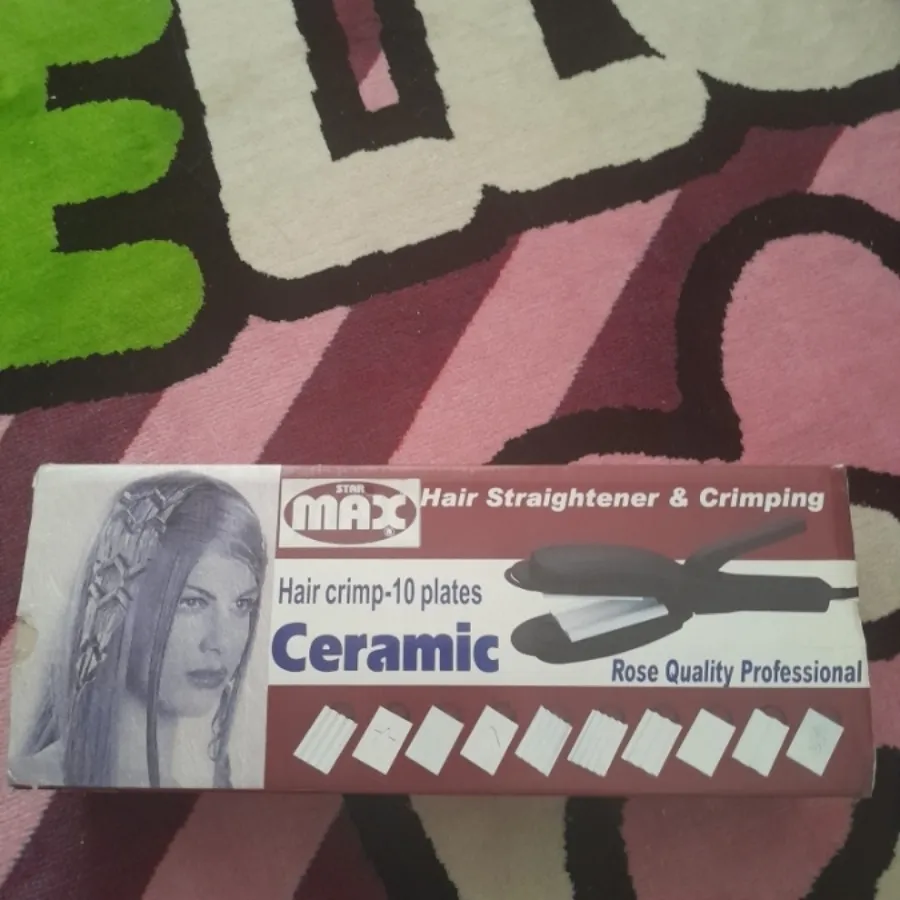 STAR
MAX
®
Hair Straightener & Crimping
Hair crimp-10 plates
Ceramic
Rose Quality Professional